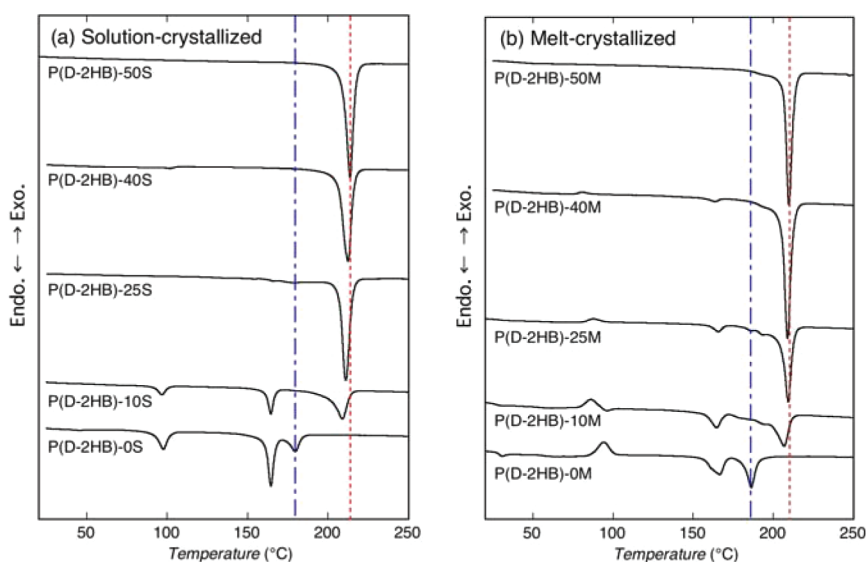 (a) Solution-crystallized
P(D-2HB)-50S
P(D-2HB)-40S
P(D-2HB)-25S
P(D-2HB)-10S
P(D-2HB)-0S
Endo. ← → Exo.
50 100 150 200 250
Temperature (°C)
(b) Melt-crystallized
P(D-2HB)-50M
P(D-2HB)-40M
P(D-2HB)-25M
P(D-2HB)-10M
P(D-2HB)-0M
Endo. ← → Exo.
50 100 150 200 250
Temperature (°C)